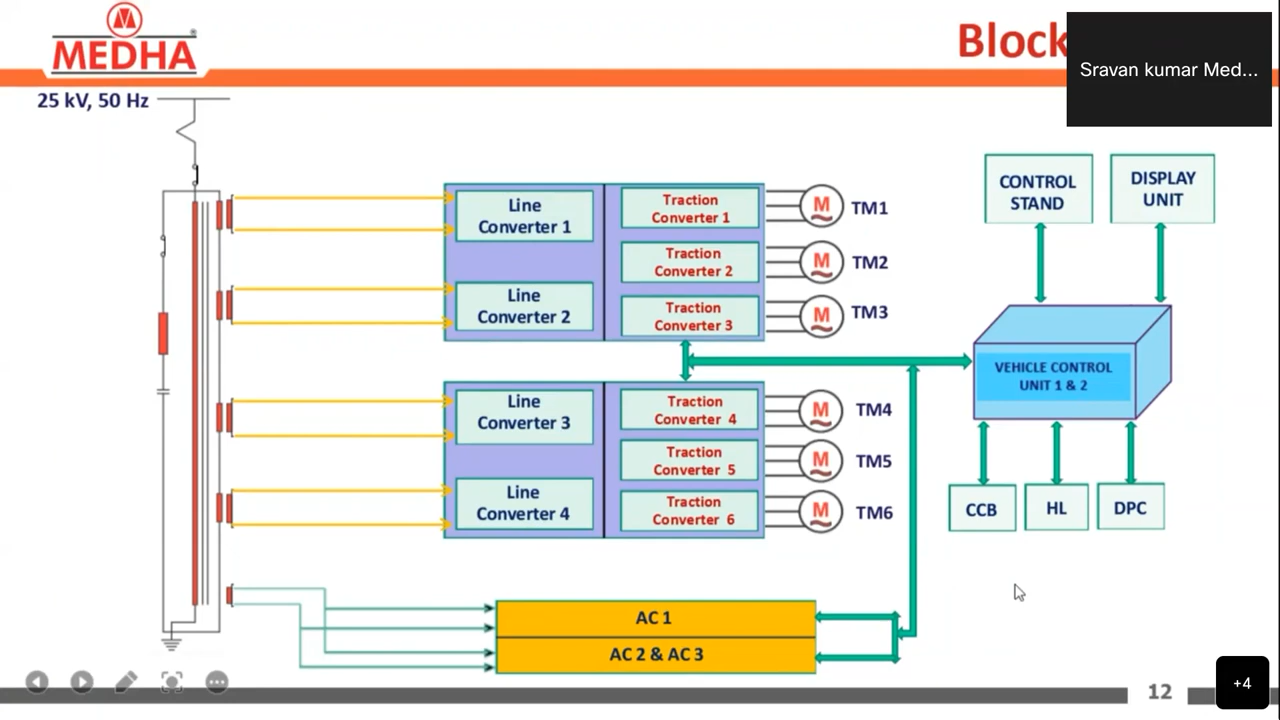 MEDHA
Block
Sravan kumar Med...
25 kV, 50 Hz
Line
Converter 1
Line
Converter 2
Traction
Converter 1
Traction
Converter 2
Traction
Converter 3
M
TM1
M
TM2
M
TM3
CONTROL
STAND
DISPLAY
UNIT
VEHICLE CONTROL
UNIT 1 & 2
Line
Converter 3
Line
Converter 4
Traction
Converter 4
Traction
Converter 5
Traction
Converter 6
M
TM4
M
TM5
M
TM6
CCB
HL
DPC
AC 1
AC 2 & AC 3
12
+4